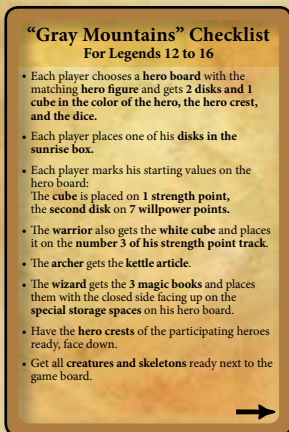 “Gray Mountains” Checklist
For Legends 12 to 16
• Each player chooses a hero board with the
matching hero figure and gets 2 disks and 1
cube in the color of the hero, the hero crest,
and the dice.
• Each player places one of his disks in the
sunrise box.
• Each player marks his starting values on the
hero board:
The cube is placed on 1 strength point,
the second disk on 7 willpower points.
• The warrior also gets the white cube and places
it on the number 3 of his strength point track.
• The archer gets the kettle article.
• The wizard gets the 3 magic books and places
them with the closed side facing up on the
special storage spaces on his hero board.
• Have the hero crests of the participating heroes
ready, face down.
• Get all creatures and skeletons ready next to the
game board.